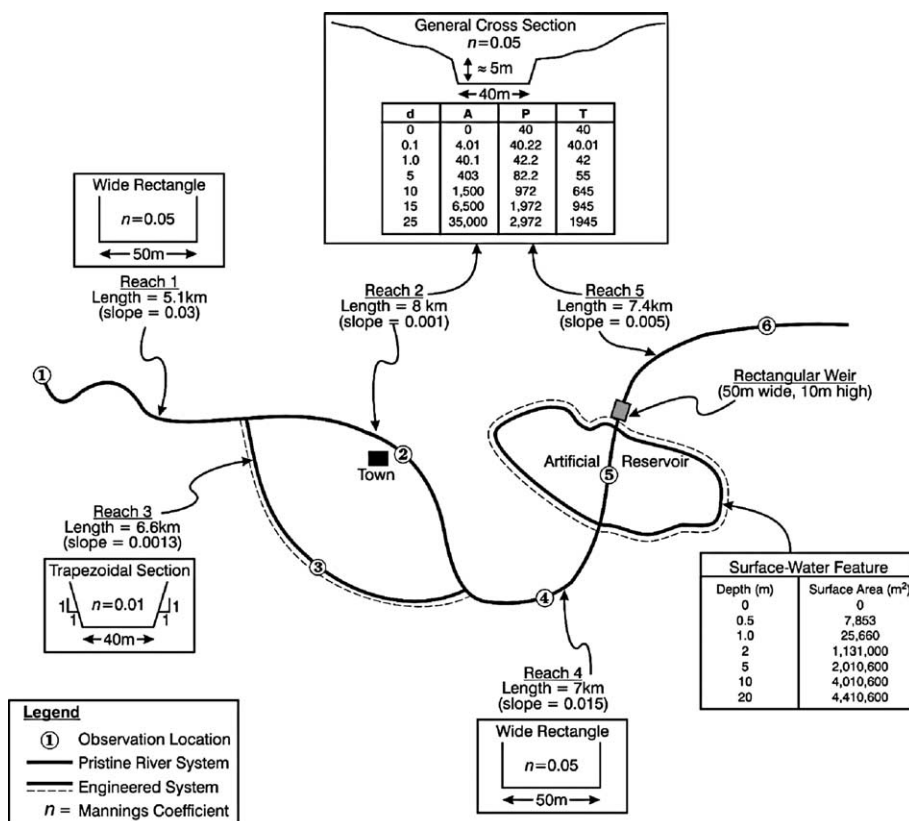 General Cross Section
n=0.05
≈ 5m
40m
d A P T
0 0 40 40
0.1 4.01 40.22 40.01
1.0 40.1 42.2 42
5 403 82.2 55
10 1,500 972 645
15 6,500 1,972 945
25 35,000 2,972 1945
Wide Rectangle
n=0.05
50m
Reach 1
Length = 5.1km
(slope = 0.03)
Reach 2
Length = 8 km
(slope = 0.001)
Reach 5
Length = 7.4km
(slope = 0.005)
6
1
Rectangular Weir
(50m wide, 10m high)
2
Town
Artificial Reservoir
5
Reach 3
Length = 6.6km
(slope = 0.0013)
3
4
Trapezoidal Section
1 n=0.01 1
1 1
40m
Surface-Water Feature
Depth (m) Surface Area (m²)
0 0
0.5 7,853
1.0 25,660
2 1,131,000
5 2,010,600
10 4,010,600
20 4,410,600
Reach 4
Length = 7km
(slope = 0.015)
Wide Rectangle
n=0.05
50m
Legend
1 Observation Location
Pristine River System
Engineered System
n = Mannings Coefficient